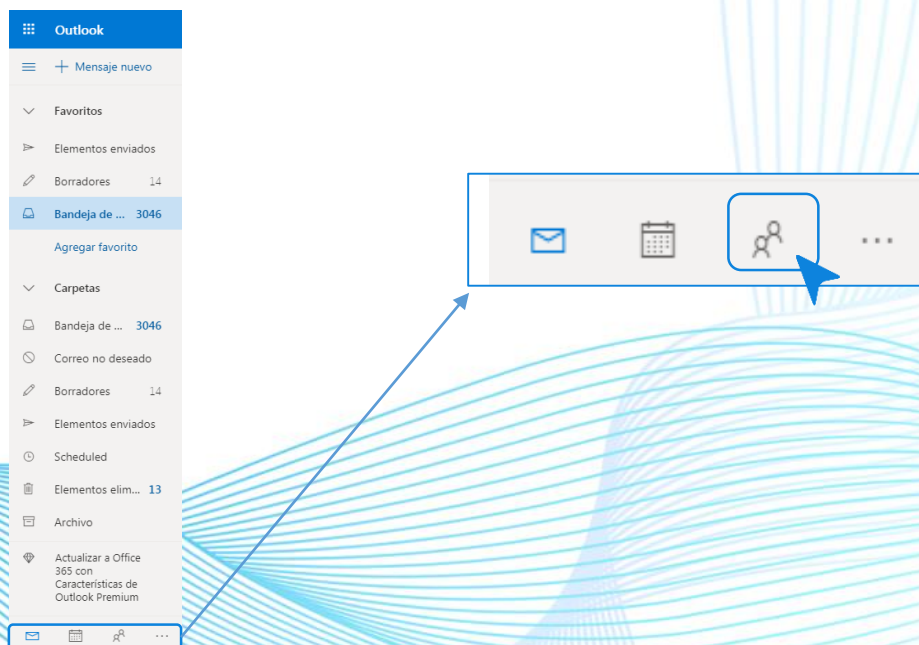 Outlook
Mensaje nuevo
Favoritos
Elementos enviados
Borradores 14
Bandeja de ... 3046
Agregar favorito
Carpetas
Bandeja de ... 3046
Correo no deseado
Borradores 14
Elementos enviados
Scheduled
Elementos elim... 13
Archivo
Actualizar a Office
365 con
Características de
Outlook Premium